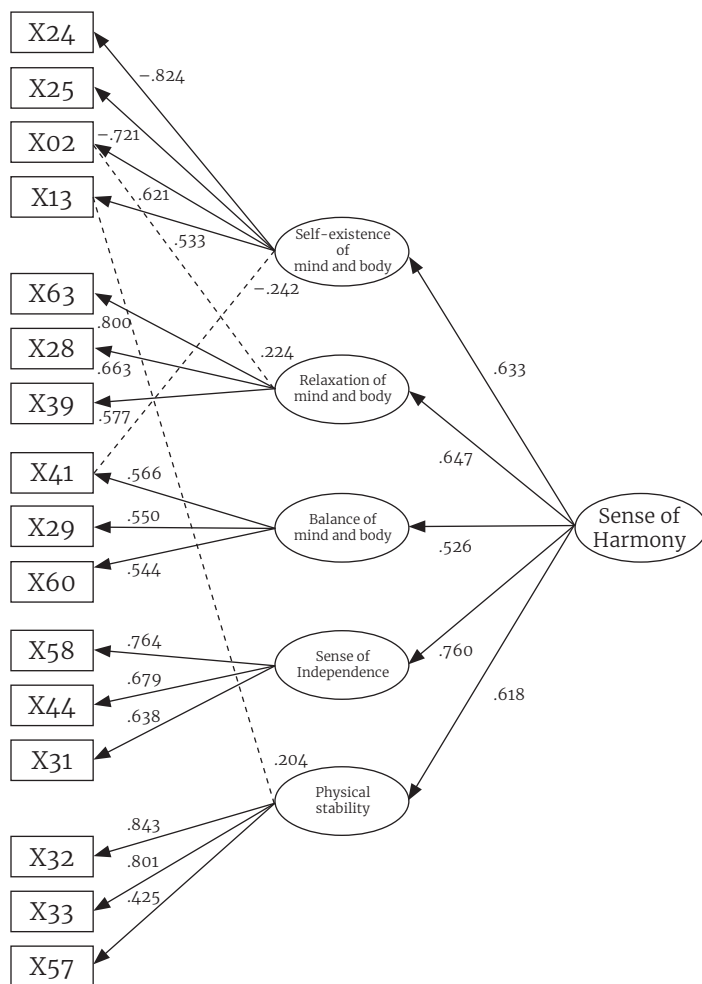 X24
−.824
X25
X02
−.721
X13
.621
.533
Self-existence
of
mind and body
−.242
X63
.800
X28
.663
X39
.577
.224
Relaxation of
mind and body
.633
.647
X41
.566
X29
.550
X60
.544
Balance of
mind and body
.526
Sense of
Harmony
X58
.764
X44
.679
X31
.638
Sense of
Independence
.760
.618
.204
Physical
stability
X32
.843
X33
.801
X57
.425